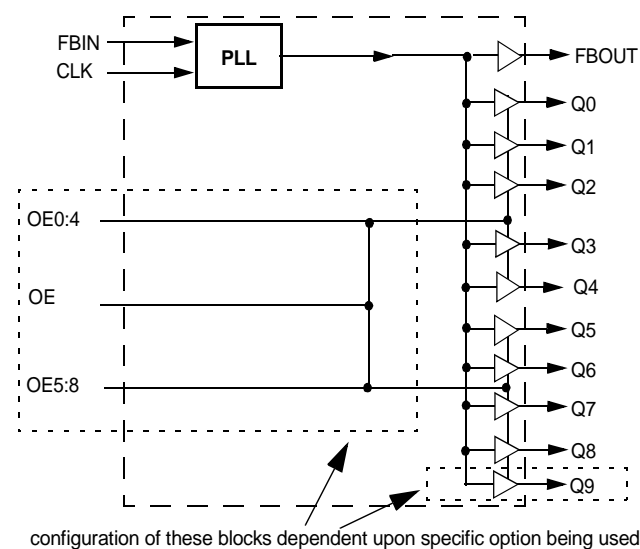 FBIN
CLK
PLL
FBOUT
Q0
Q1
Q2
OE0:4
Q3
OE
Q4
Q5
OE5:8
Q6
Q7
Q8
Q9
configuration of these blocks dependent upon specific option being used